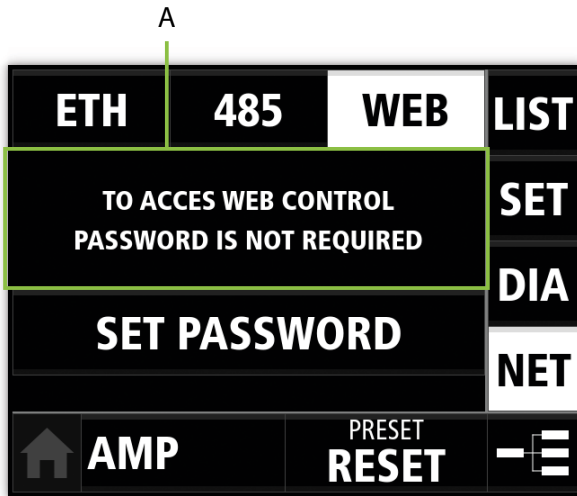 A
ETH 485 WEB LIST
TO ACCES WEB CONTROL
PASSWORD IS NOT REQUIRED
SET
DIA
SET PASSWORD
NET
AMP
PRESET
RESET